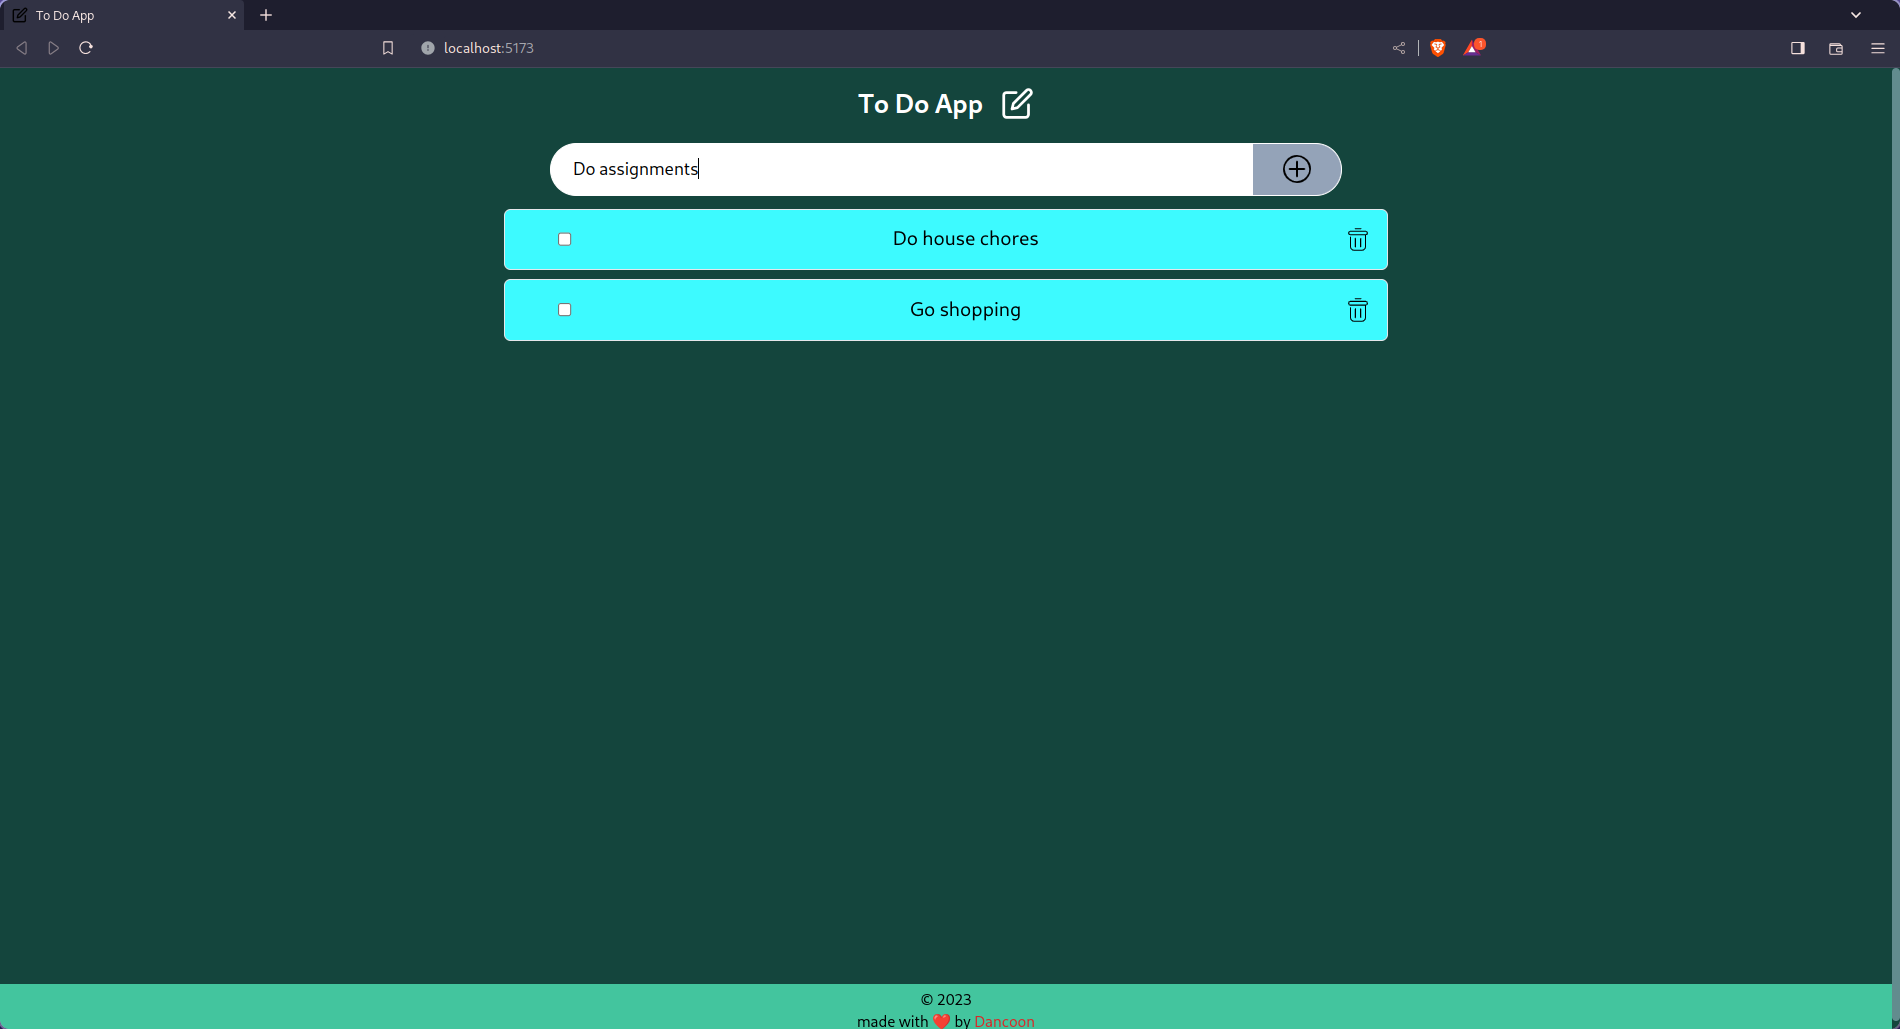 To Do App
localhost:5173
1
To Do App
Do assignments
Do house chores
Go shopping
© 2023
made with ❤️ by Dancoon